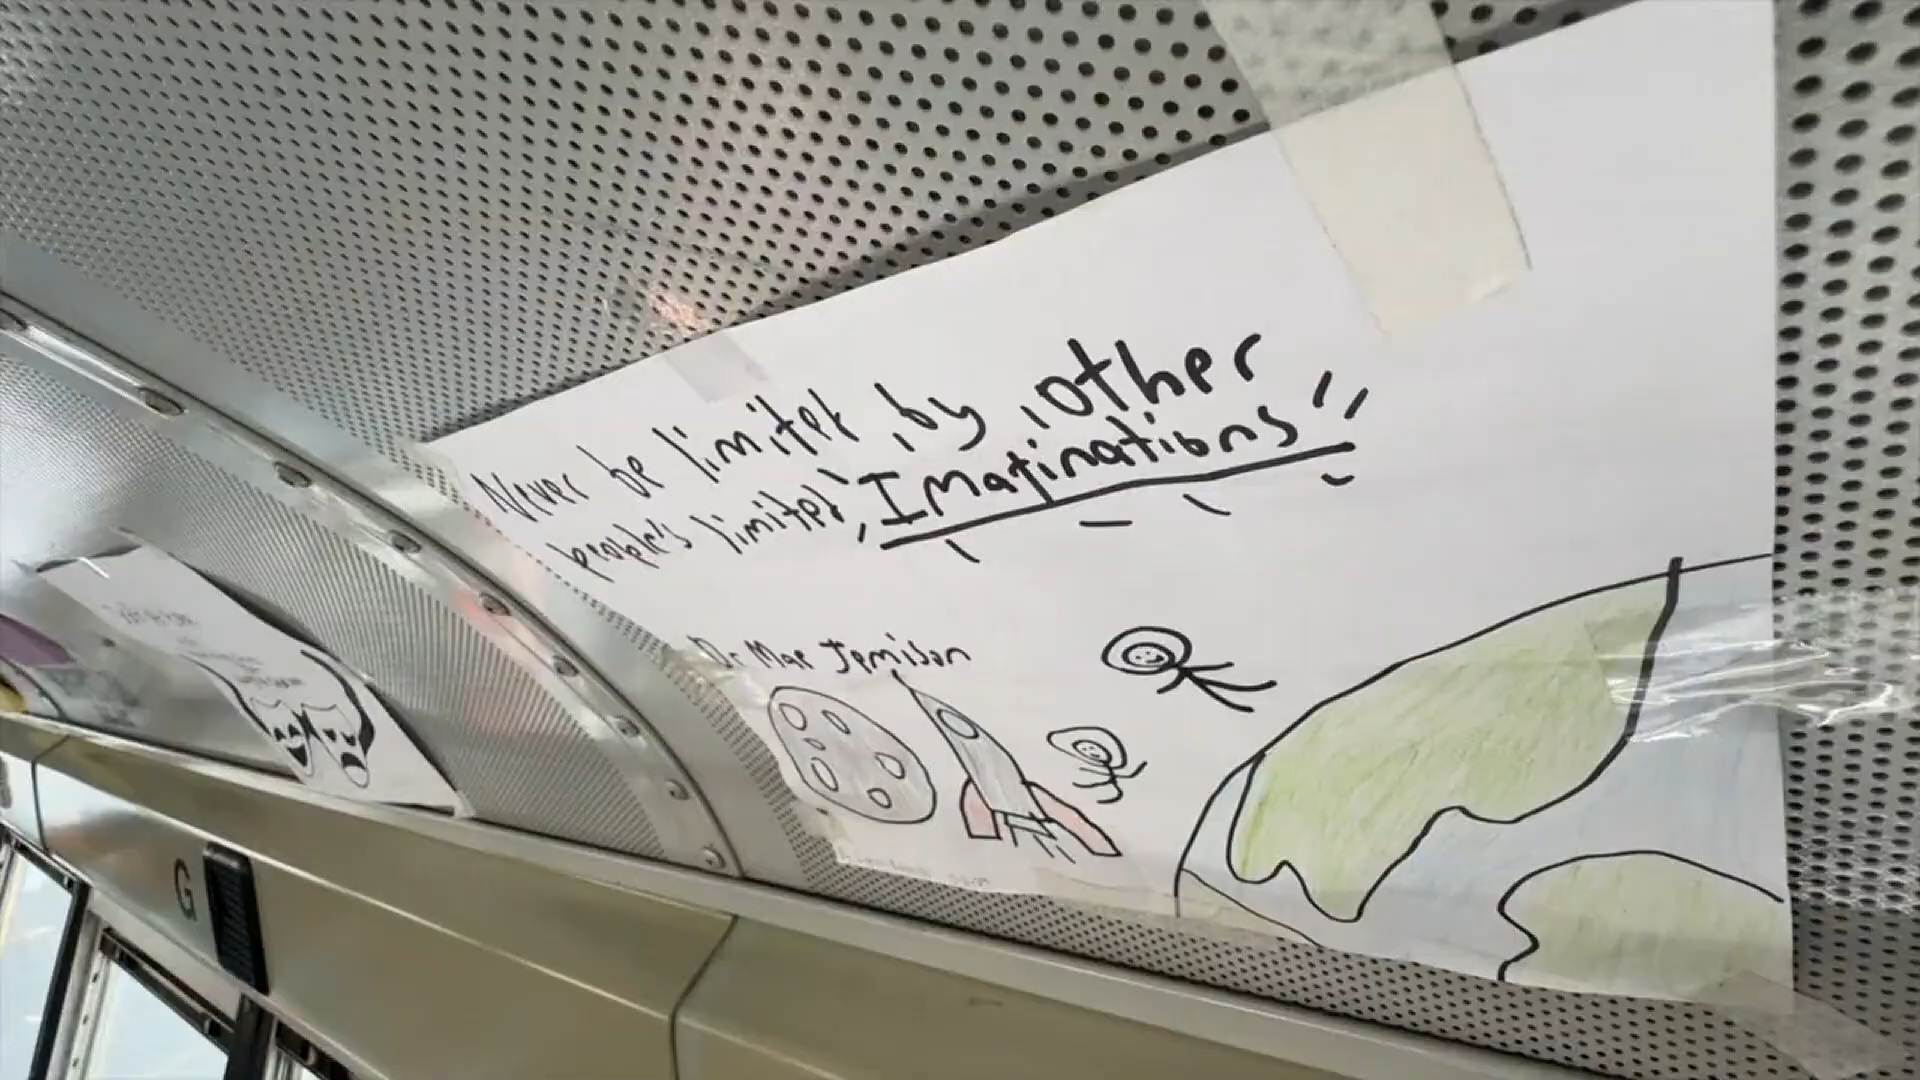 Never be limited by other
people's limited Imaginations"
Dr Mae Jemison
G